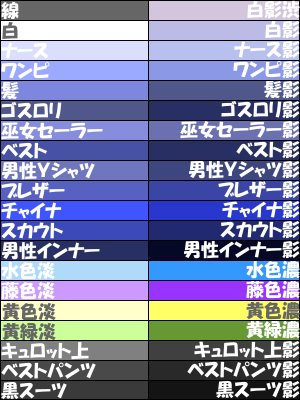 線 白影渋
白 白影
ナース ナース影
ワンピ ワンピ影
髪 髪影
ゴスロリ ゴスロリ影
巫女セーラー 巫女セーラー影
ベスト ベスト影
男性Yシャツ 男性Yシャツ影
ブレザー ブレザー影
チャイナ チャイナ影
スカウト スカウト影
男性インナー 男性インナー影
水色淡 水色濃
藤色淡 藤色濃
黄色淡 黄色濃
黄緑淡 黄緑濃
キュロット上 キュロット上影
ベストパンツ ベストパンツ影
黒スーツ 黒スーツ影